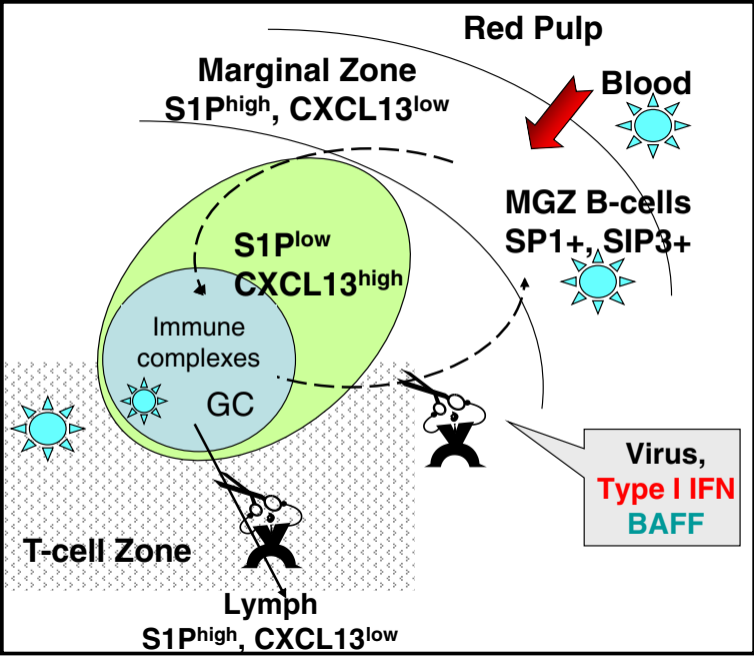 Red Pulp
Marginal Zone
S1Phigh, CXCL13low
Blood
MGZ B-cells
SP1+, SIP3+
S1Plow
CXCL13high
Immune
complexes
GC
Virus,
Type I IFN
BAFF
T-cell Zone
Lymph
S1Phigh, CXCL13low